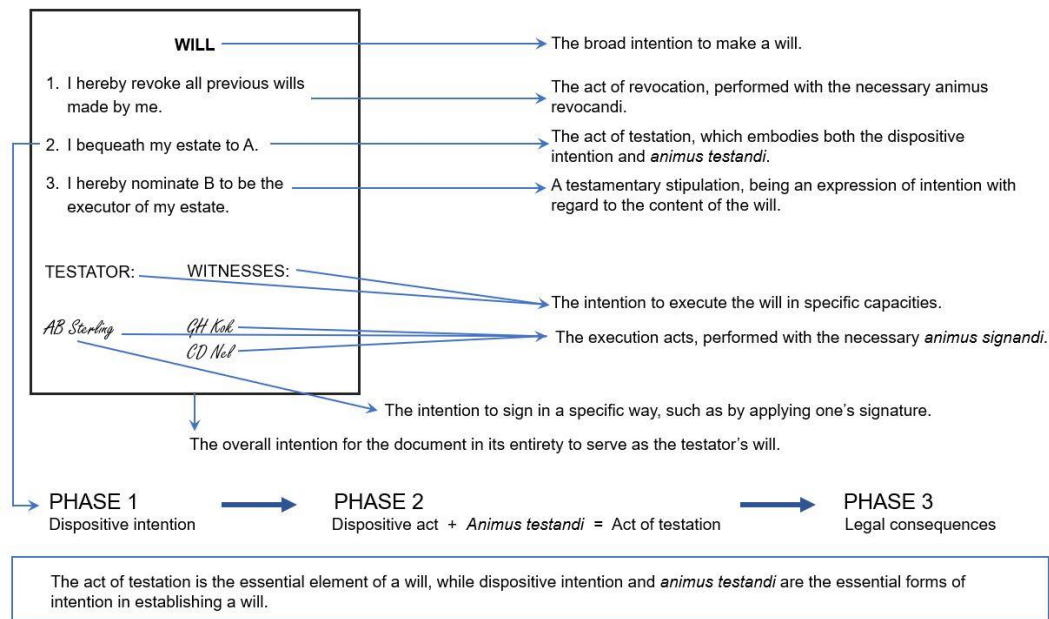 WILL
The broad intention to make a will.
1. I hereby revoke all previous wills
made by me.
The act of revocation, performed with the necessary animus
revocandi.
2. I bequeath my estate to A.
The act of testation, which embodies both the dispositive
intention and animus testandi.
3. I hereby nominate B to be the
executor of my estate.
A testamentary stipulation, being an expression of intention with
regard to the content of the will.
TESTATOR: WITNESSES:
The intention to execute the will in specific capacities.
AB Sterling GH Kok
CD Nel
The execution acts, performed with the necessary animus signandi.
The intention to sign in a specific way, such as by applying one’s signature.
The overall intention for the document in its entirety to serve as the testator’s will.
PHASE 1 PHASE 2 PHASE 3
Dispositive intention Dispositive act + Animus testandi = Act of testation Legal consequences
The act of testation is the essential element of a will, while dispositive intention and animus testandi are the essential forms of
intention in establishing a will.